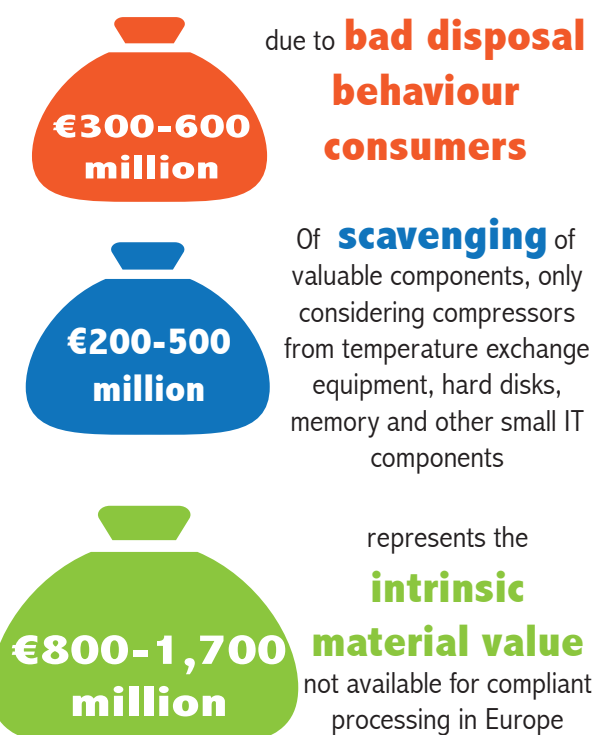 €300-600
million
due to bad disposal
behaviour
consumers
€200-500
million
Of scavenging of
valuable components, only
considering compressors
from temperature exchange
equipment, hard disks,
memory and other small IT
components
€800-1,700
million
represents the
intrinsic
material value
not available for compliant
processing in Europe